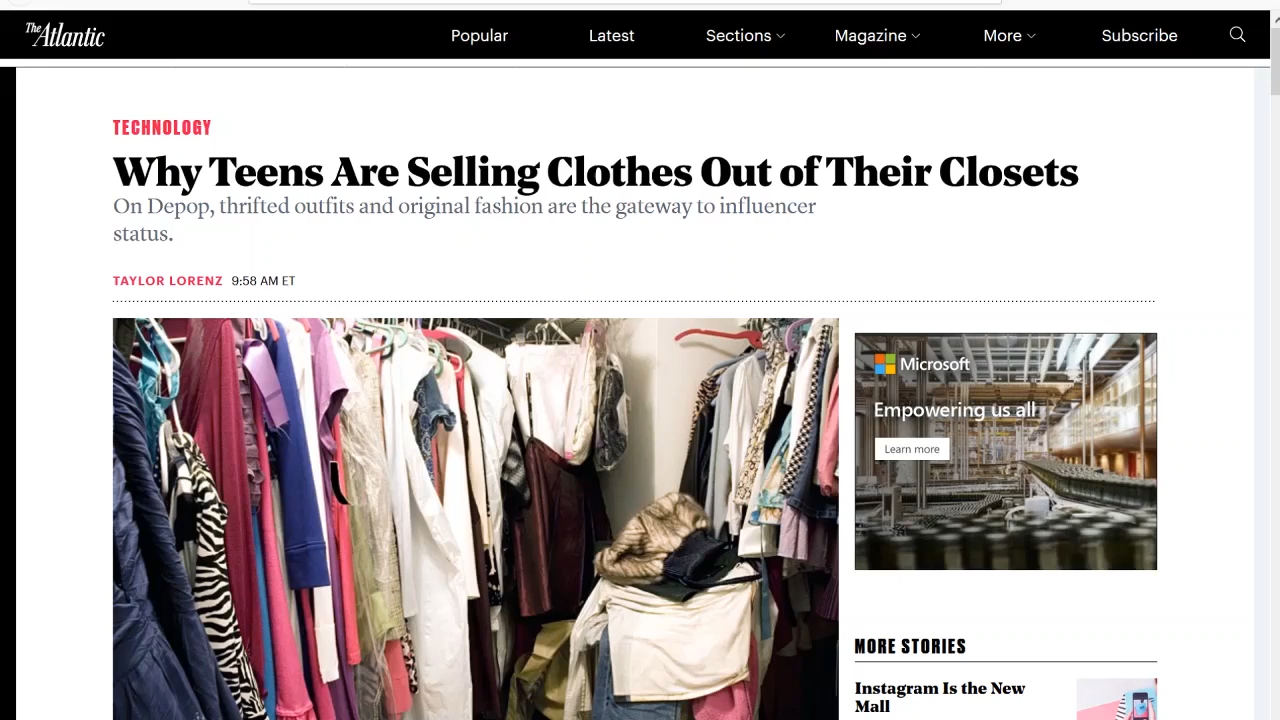 The Atlantic
Popular
Latest
Sections
Magazine
More
Subscribe
TECHNOLOGY
Why Teens Are Selling Clothes Out of Their Closets
On Depop, thrifted outfits and original fashion are the gateway to influencer
status.
TAYLOR LORENZ 9:58 AM ET
Microsoft
Empowering us all
Learn more
MORE STORIES
Instagram Is the New
Mall